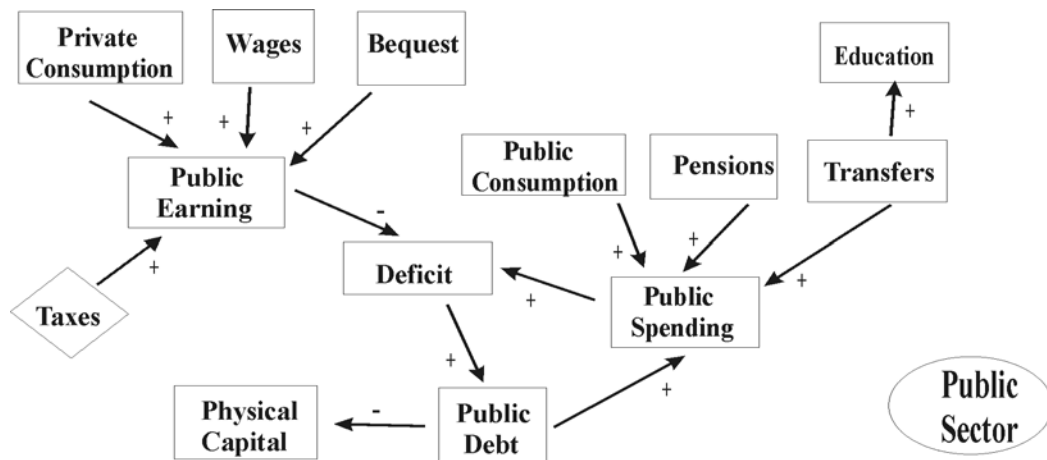 Private
Consumption
Wages
Bequest
Education
+
+
+
+
Public
Consumption
Pensions
Transfers
Public
Earning
-
+
+
+
+
Taxes
Deficit
+
Public
Spending
+
+
Physical
Capital
-
Public
Debt
Public
Sector